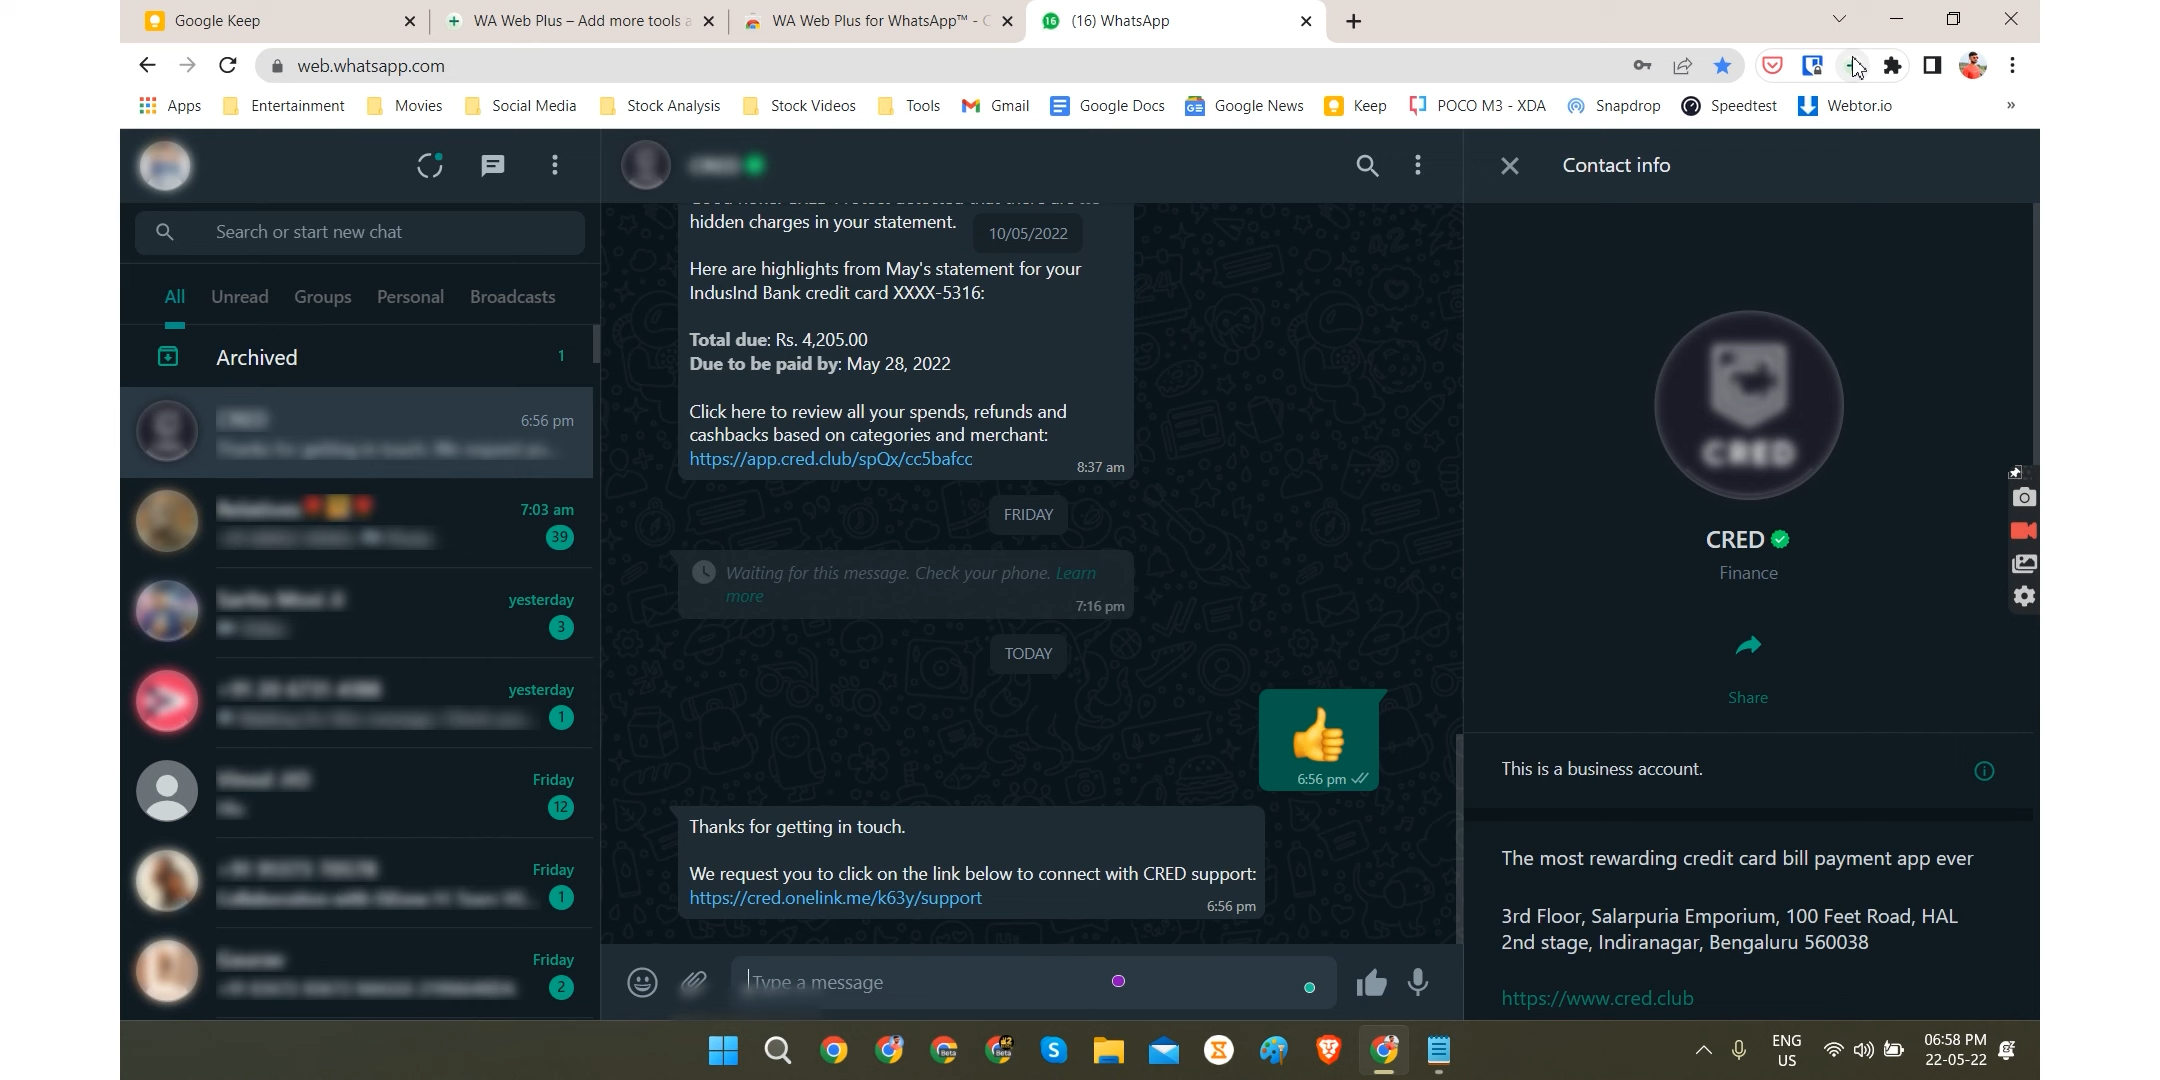 Google Keep
WA Web Plus – Add more tools a
WA Web Plus for WhatsApp™ - C
16 (16) WhatsApp
web.whatsapp.com
Apps
Entertainment
Movies
Social Media
Stock Analysis
Stock Videos
Tools
Gmail
Google Docs
Google News
Keep
POCO M3 - XDA
Snapdrop
Speedtest
Webtor.io
»
Search or start new chat
All Unread Groups Personal Broadcasts
Archived 1
6:56 pm
7:03 am
39
yesterday
3
yesterday
1
Friday
12
Friday
1
Friday
2
hidden charges in your statement.
10/05/2022
Here are highlights from May's statement for your
IndusInd Bank credit card XXXX-5316:
Total due: Rs. 4,205.00
Due to be paid by: May 28, 2022
Click here to review all your spends, refunds and
cashbacks based on categories and merchant:
https://app.cred.club/spQx/cc5bafcc
8:37 am
FRIDAY
Waiting for this message. Check your phone. Learn
more
7:16 pm
TODAY
6:56 pm
Thanks for getting in touch.
We request you to click on the link below to connect with CRED support:
https://cred.onelink.me/k63y/support
6:56 pm
Type a message
Contact info
CRED
CRED
Finance
Share
This is a business account.
The most rewarding credit card bill payment app ever
3rd Floor, Salarpuria Emporium, 100 Feet Road, HAL
2nd stage, Indiranagar, Bengaluru 560038
https://www.cred.club
Beta
Beta
ENG
US
06:58 PM
22-05-22